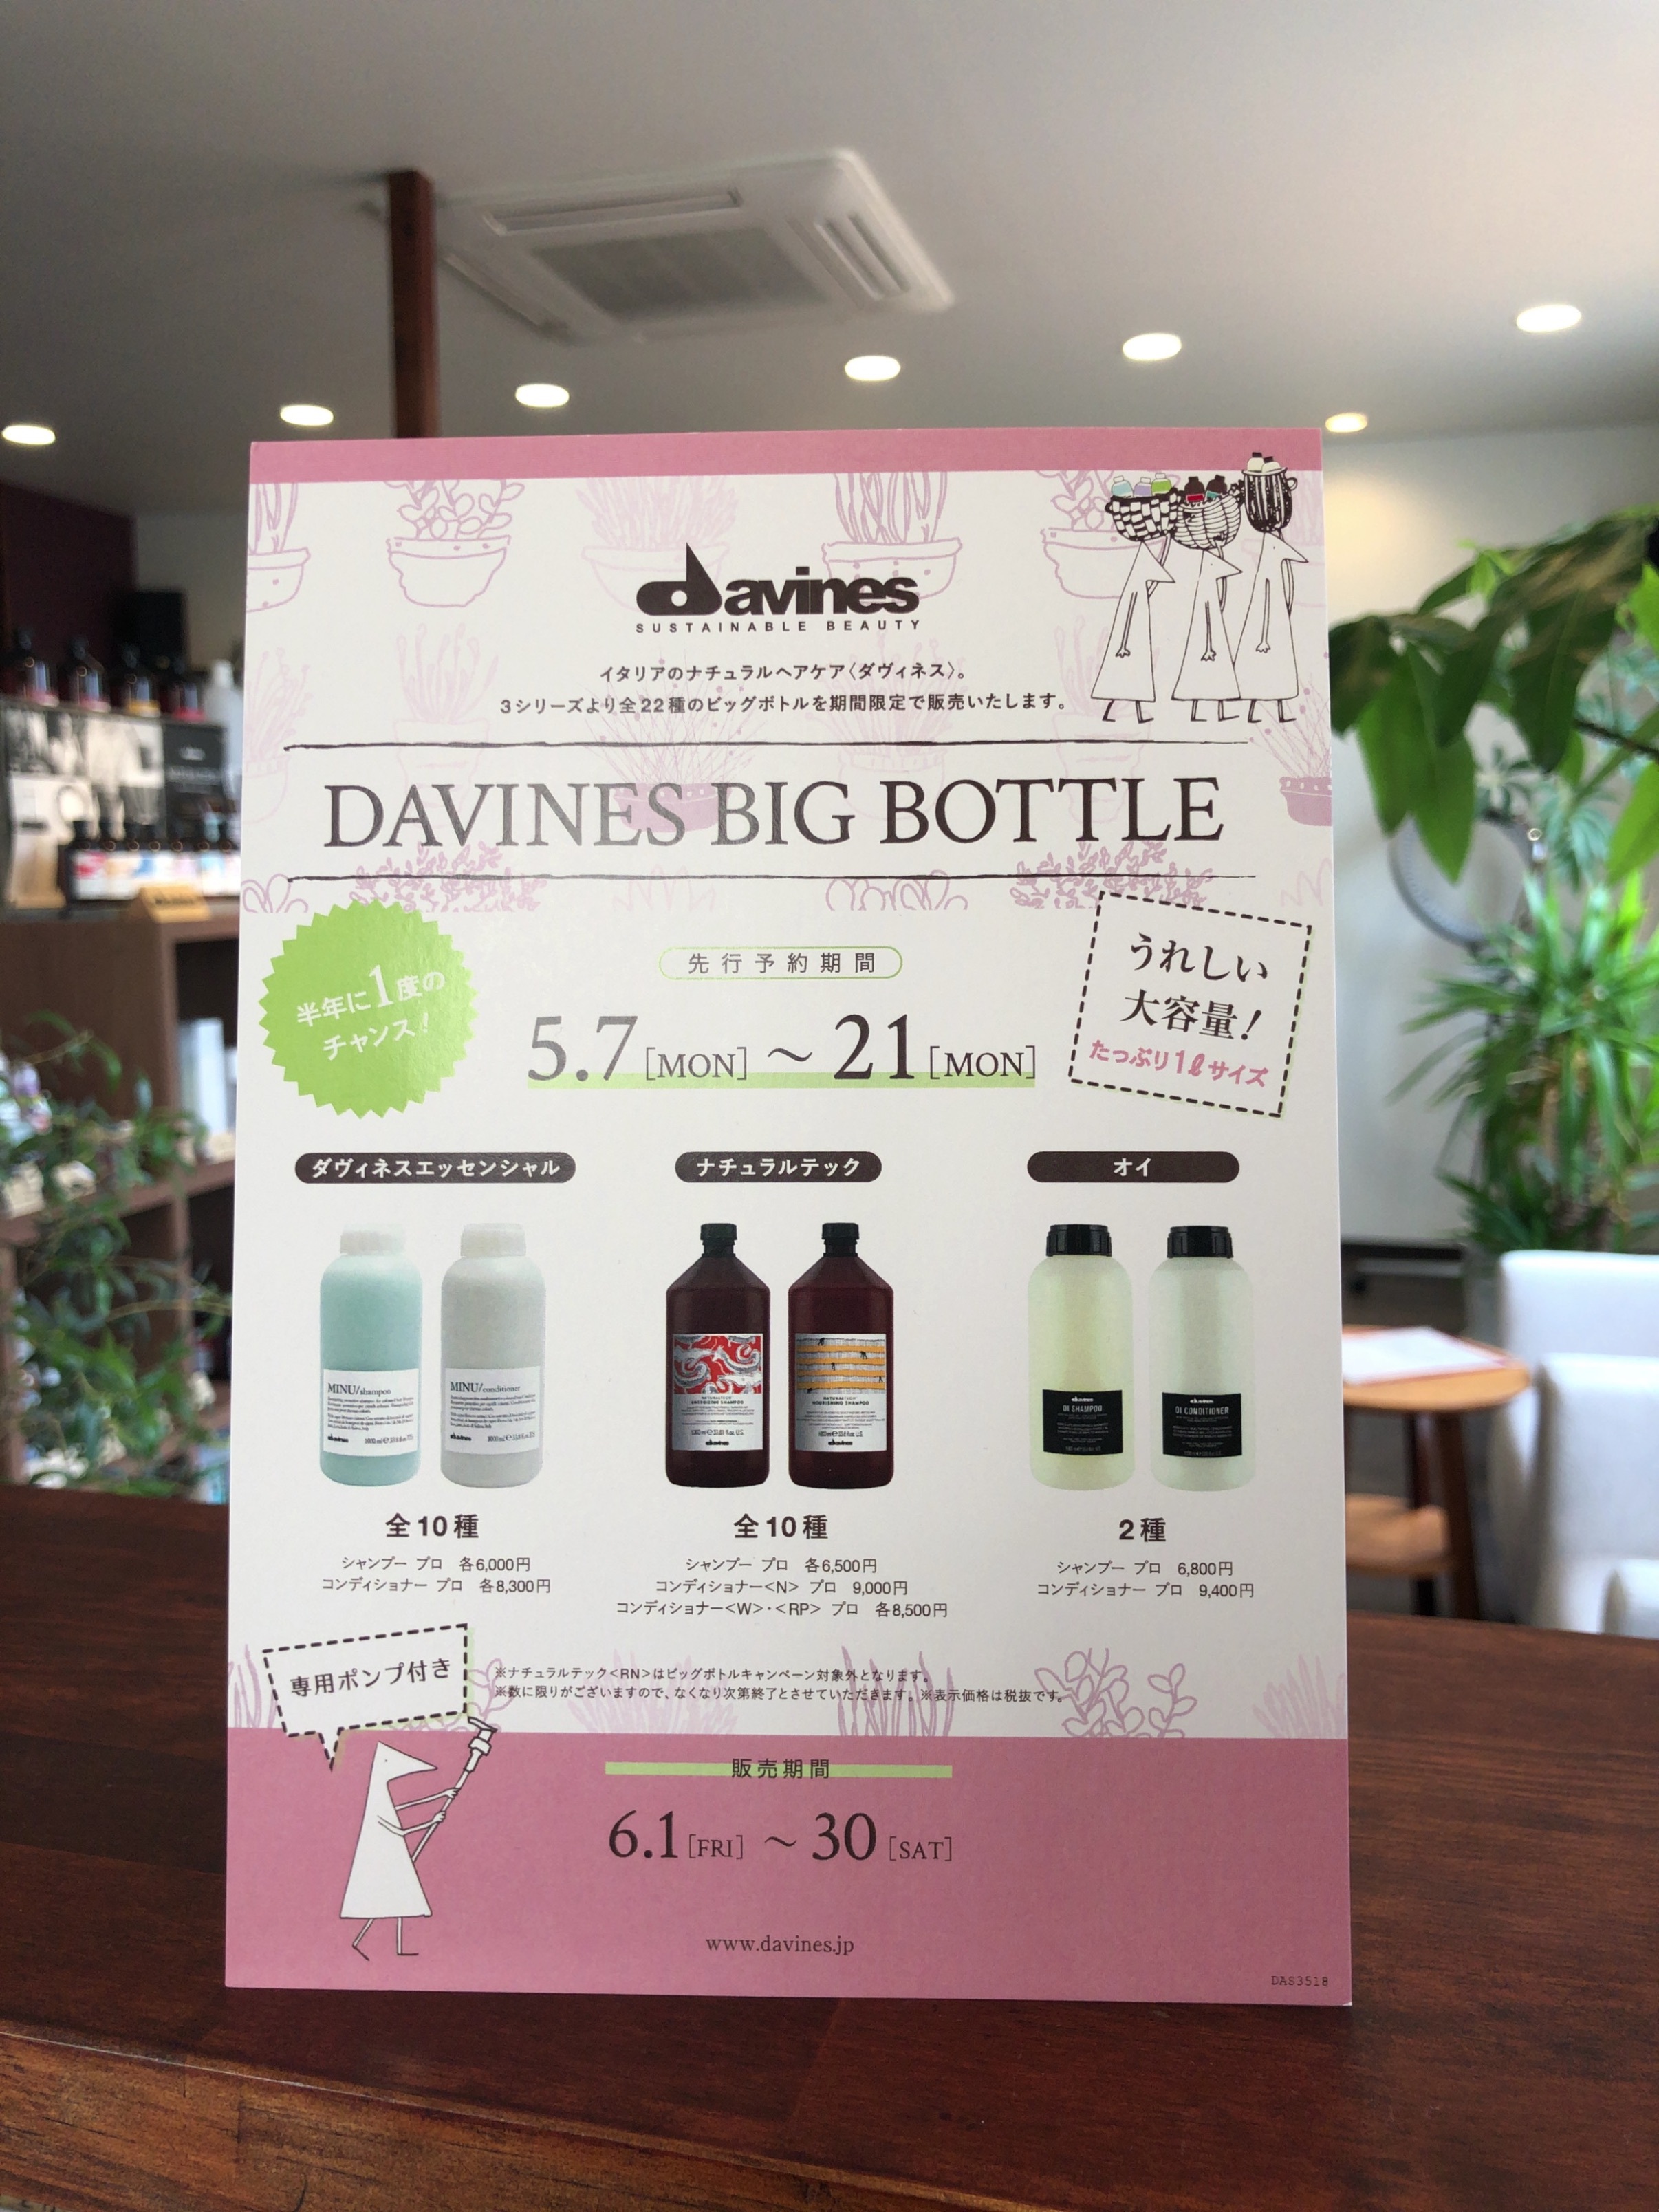 davines
SUSTAINABLE BEAUTY
イタリアのナチュラルヘアケア〈ダヴィネス〉。
3シリーズより全22種のビッグボトルを期間限定で販売いたします。
DAVINES BIG BOTTLE
半年に1度の
チャンス!
先行予約期間
5.7[MON]～21[MON]
うれしい
大容量!
たっぷり1ℓサイズ
ダヴィネスエッセンシャル
MINU/shampoo
davines
MINU/conditioner
davines
全10種
シャンプー プロ 各6,000円
コンディショナー プロ 各8,300円
ナチュラルテック
ENERGIZING SHAMPOO
davines
NOURISHING SHAMPOO
davines
全10種
シャンプー プロ 各6,500円
コンディショナー<N> プロ 9,000円
コンディショナー<W>・<RP> プロ 各8,500円
オイ
davines
OI SHAMPOO
davines
OI CONDITIONER
2種
シャンプー プロ 6,800円
コンディショナー プロ 9,400円
専用ポンプ付き
※ナチュラルテック<RN>はビッグボトルキャンペーン対象外となります。
※数に限りがございますので、なくなり次第終了とさせていただきます。※表示価格は税抜です。
販売期間
6.1[FRI]～30[SAT]
www.davines.jp
DAS3518